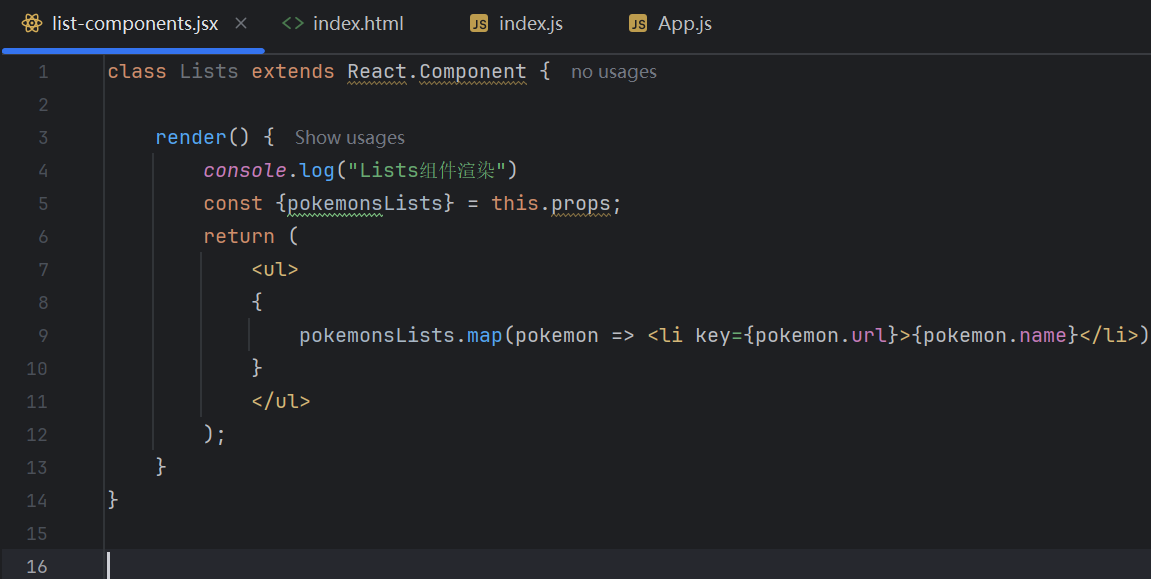 list-components.jsx index.html JS index.js JS App.js
1 class Lists extends React.Component { no usages
2
3 render() { Show usages
4 console.log("Lists组件渲染")
5 const {pokemonsLists} = this.props;
6 return (
7 <ul>
8 {
9 pokemonsLists.map(pokemon => <li key={pokemon.url}>{pokemon.name}</li>)
10 }
11 </ul>
12 );
13 }
14 }
15
16